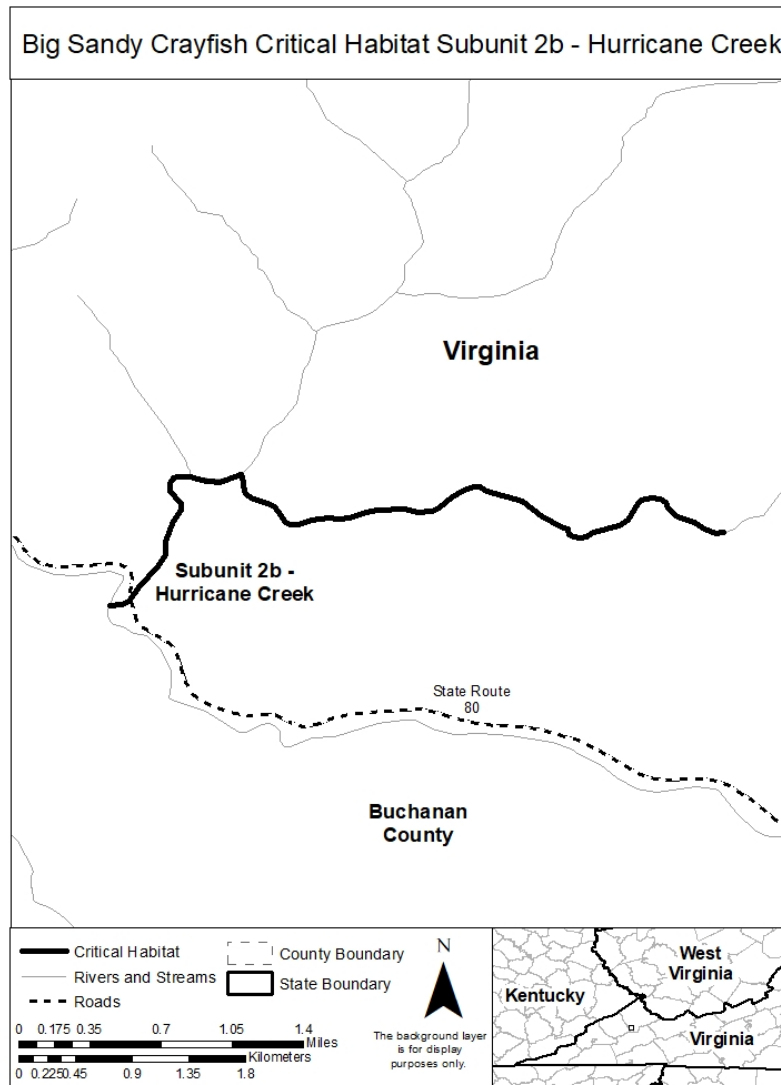 Big Sandy Crayfish Critical Habitat Subunit 2b - Hurricane Creek
Virginia
Subunit 2b -
Hurricane Creek
State Route
80
Buchanan
County
Critical Habitat
Rivers and Streams
Roads
County Boundary
State Boundary
0 0.175 0.35 0.7 1.05 1.4
Miles
Kilometers
0 0.225 0.45 0.9 1.35 1.8
N
The background layer
is for display
purposes only.
West
Virginia
Kentucky
Virginia